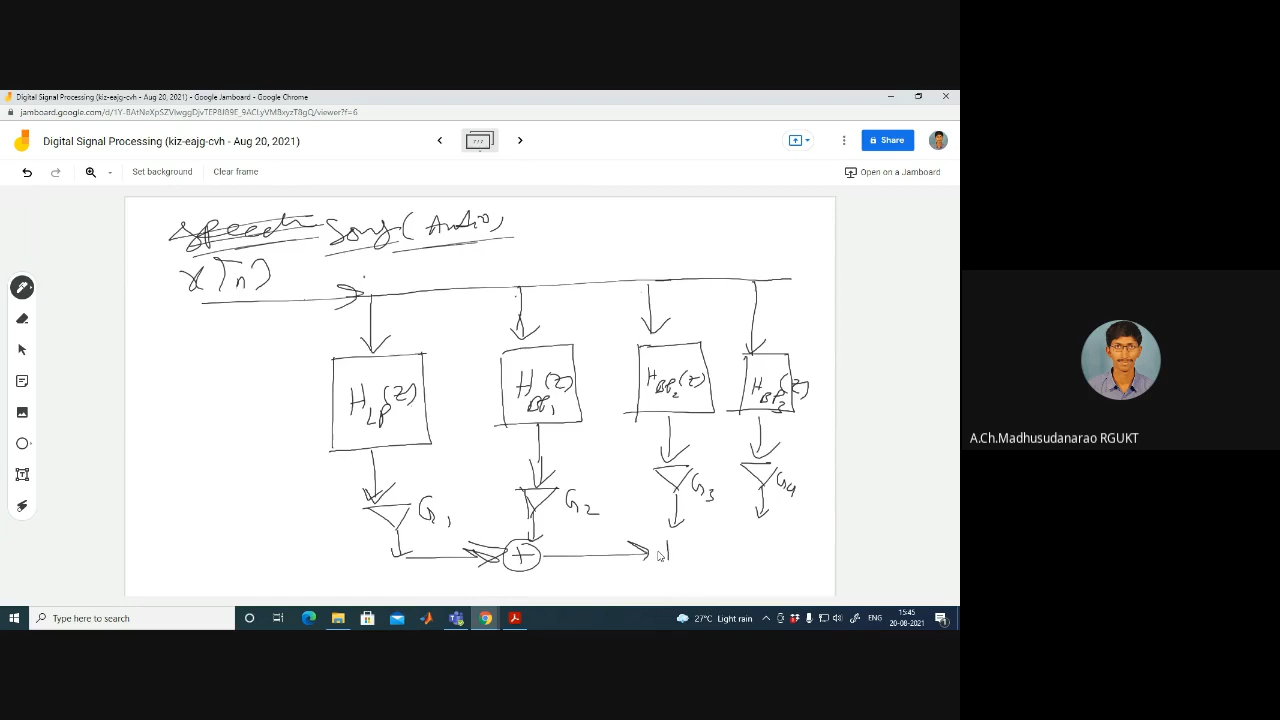 Digital Signal Processing (kiz-eajg-cvh - Aug 20, 2021) - Google Jamboard - Google Chrome
Digital Signal Processing (kiz-eajg-cvh - Aug 20, 2021)
Share
Set background
Clear frame
Open on a Jamboard
speech Song (Audio)
x[n]
H_LP(z) H_BP1(z) H_BP2(z) H_BP3(z)
G1 G2 G3 G4
+
A.Ch.Madhusudanarao RGUKT
Type here to search
27°C Light rain
ENG
15:45
20-08-2021